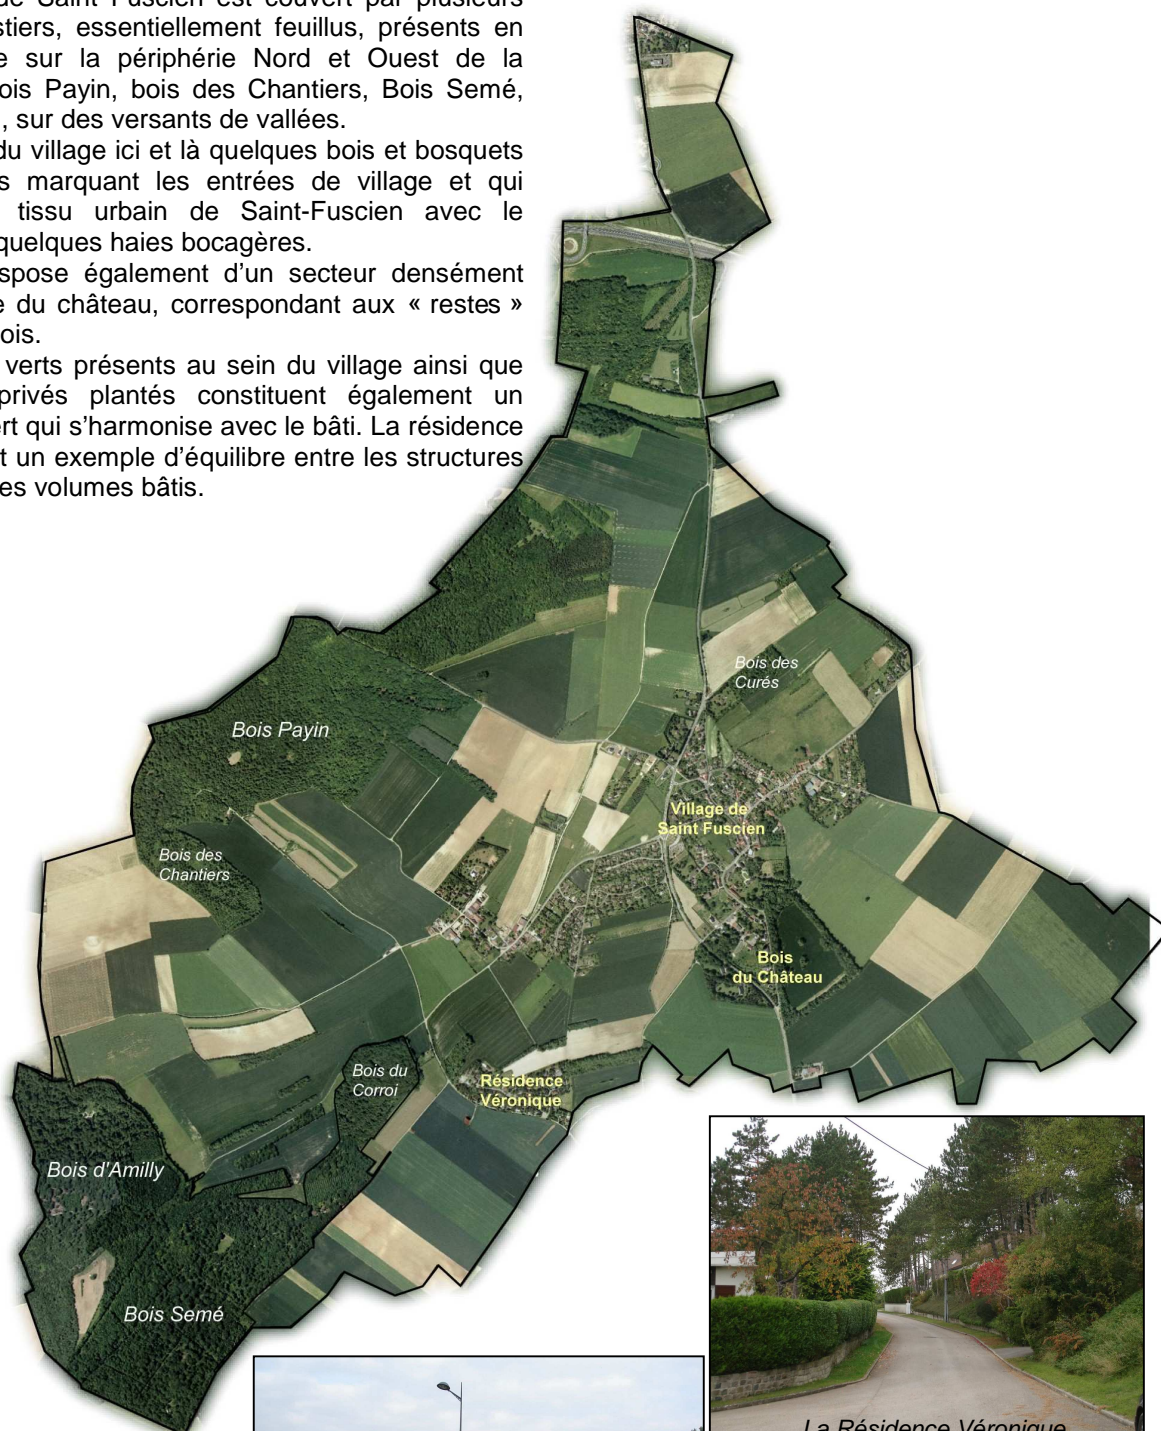 de Saint Fuscien est couvert par plusieurs
stiers, essentiellement feuillus, présents en
e sur la périphérie Nord et Ouest de la
ois Payin, bois des Chantiers, Bois Semé,
, sur des versants de vallées.
du village ici et là quelques bois et bosquets
s marquant les entrées de village et qui
tissu urbain de Saint-Fuscien avec le
quelques haies bocagères.
spose également d'un secteur densément
e du château, correspondant aux « restes »
ois.
verts présents au sein du village ainsi que
privés plantés constituent également un
ert qui s'harmonise avec le bâti. La résidence
t un exemple d'équilibre entre les structures
es volumes bâtis.
Bois des
Curés
Bois Payin
Village de
Saint Fuscien
Bois des
Chantiers
Bois
du Château
Bois du
Corroi
Résidence
Véronique
Bois d'Amilly
Bois Semé
La Résidence Véronique